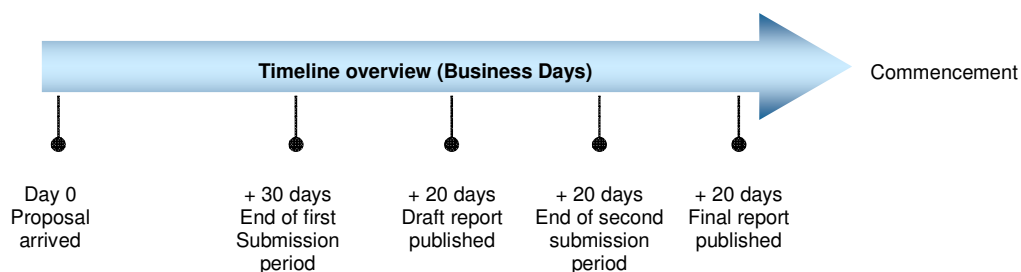 Timeline overview (Business Days)
Commencement
Day 0
Proposal
arrived
+ 30 days
End of first
Submission
period
+ 20 days
Draft report
published
+ 20 days
End of second
submission
period
+ 20 days
Final report
published